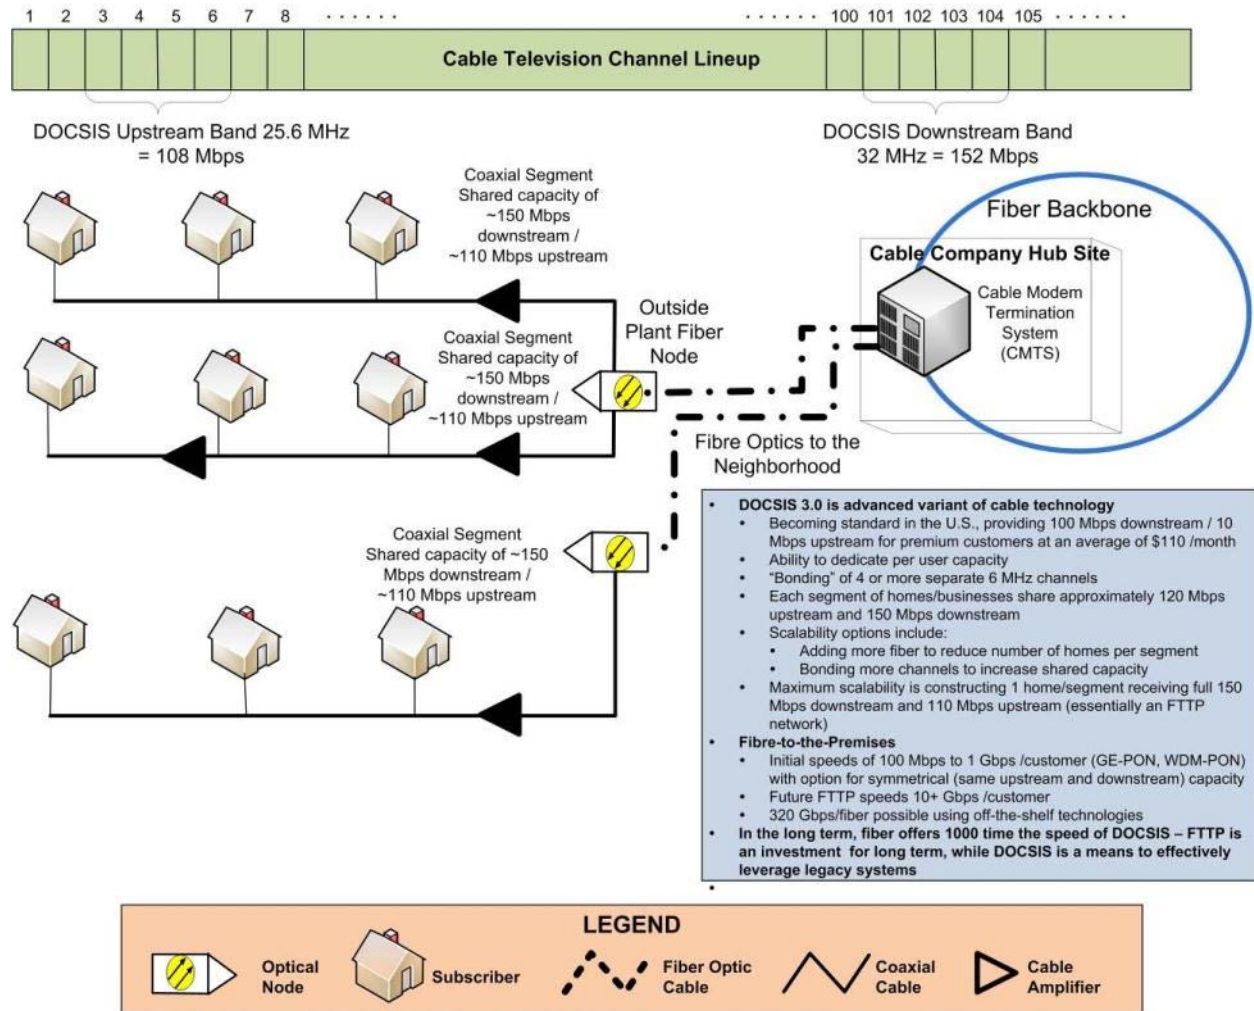 1 2 3 4 5 6 7 8 · · · · · · · · · · · · 100 101 102 103 104 105 · · · · · ·
Cable Television Channel Lineup
DOCSIS Upstream Band 25.6 MHz
= 108 Mbps
DOCSIS Downstream Band
32 MHz = 152 Mbps
Coaxial Segment
Shared capacity of
~150 Mbps
downstream /
~110 Mbps upstream
Fiber Backbone
Cable Company Hub Site
Cable Modem
Termination
System
(CMTS)
Outside
Plant Fiber
Node
Coaxial Segment
Shared capacity of
~150 Mbps
downstream /
~110 Mbps upstream
Fibre Optics to the
Neighborhood
Coaxial Segment
Shared capacity of ~150
Mbps downstream /
~110 Mbps upstream
• DOCSIS 3.0 is advanced variant of cable technology
• Becoming standard in the U.S., providing 100 Mbps downstream / 10
Mbps upstream for premium customers at an average of $110 /month
• Ability to dedicate per user capacity
• “Bonding” of 4 or more separate 6 MHz channels
• Each segment of homes/businesses share approximately 120 Mbps
upstream and 150 Mbps downstream
• Scalability options include:
• Adding more fiber to reduce number of homes per segment
• Bonding more channels to increase shared capacity
• Maximum scalability is constructing 1 home/segment receiving full 150
Mbps downstream and 110 Mbps upstream (essentially an FTTP
network)
• Fibre-to-the-Premises
• Initial speeds of 100 Mbps to 1 Gbps /customer (GE-PON, WDM-PON)
with option for symmetrical (same upstream and downstream) capacity
• Future FTTP speeds 10+ Gbps /customer
• 320 Gbps/fiber possible using off-the-shelf technologies
• In the long term, fiber offers 1000 time the speed of DOCSIS – FTTP is
an investment for long term, while DOCSIS is a means to effectively
leverage legacy systems
•
LEGEND
Optical
Node
Subscriber
Fiber Optic
Cable
Coaxial
Cable
Cable
Amplifier